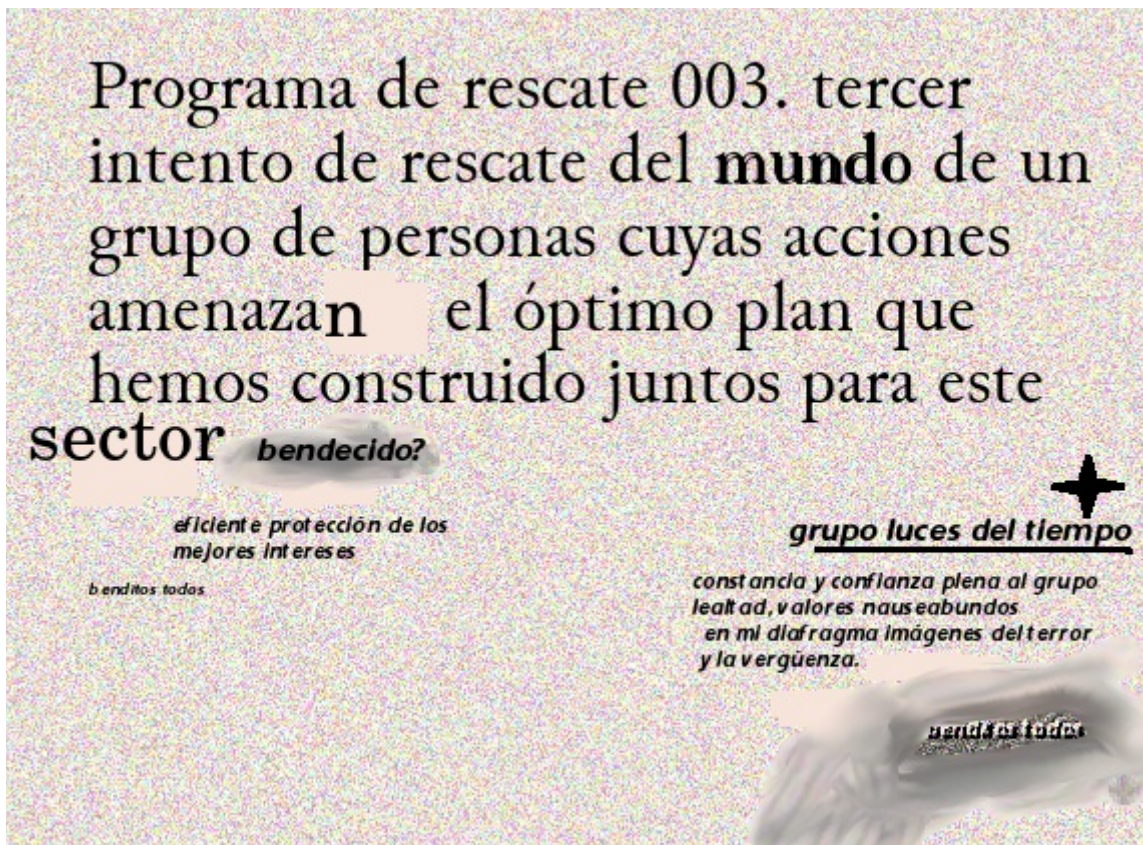 Programa de rescate 003. tercer
intento de rescate del mundo de un
grupo de personas cuyas acciones
amenazan el óptimo plan que
hemos construido juntos para este
sector bendecido?
eficiente protección de los
mejores intereses
benditos todos
grupo luces del tiempo
constancia y confianza plena al grupo
lealtad, valores nauseabundos
en mi diafragma imágenes del terror
y la vergüenza.
benditos todos